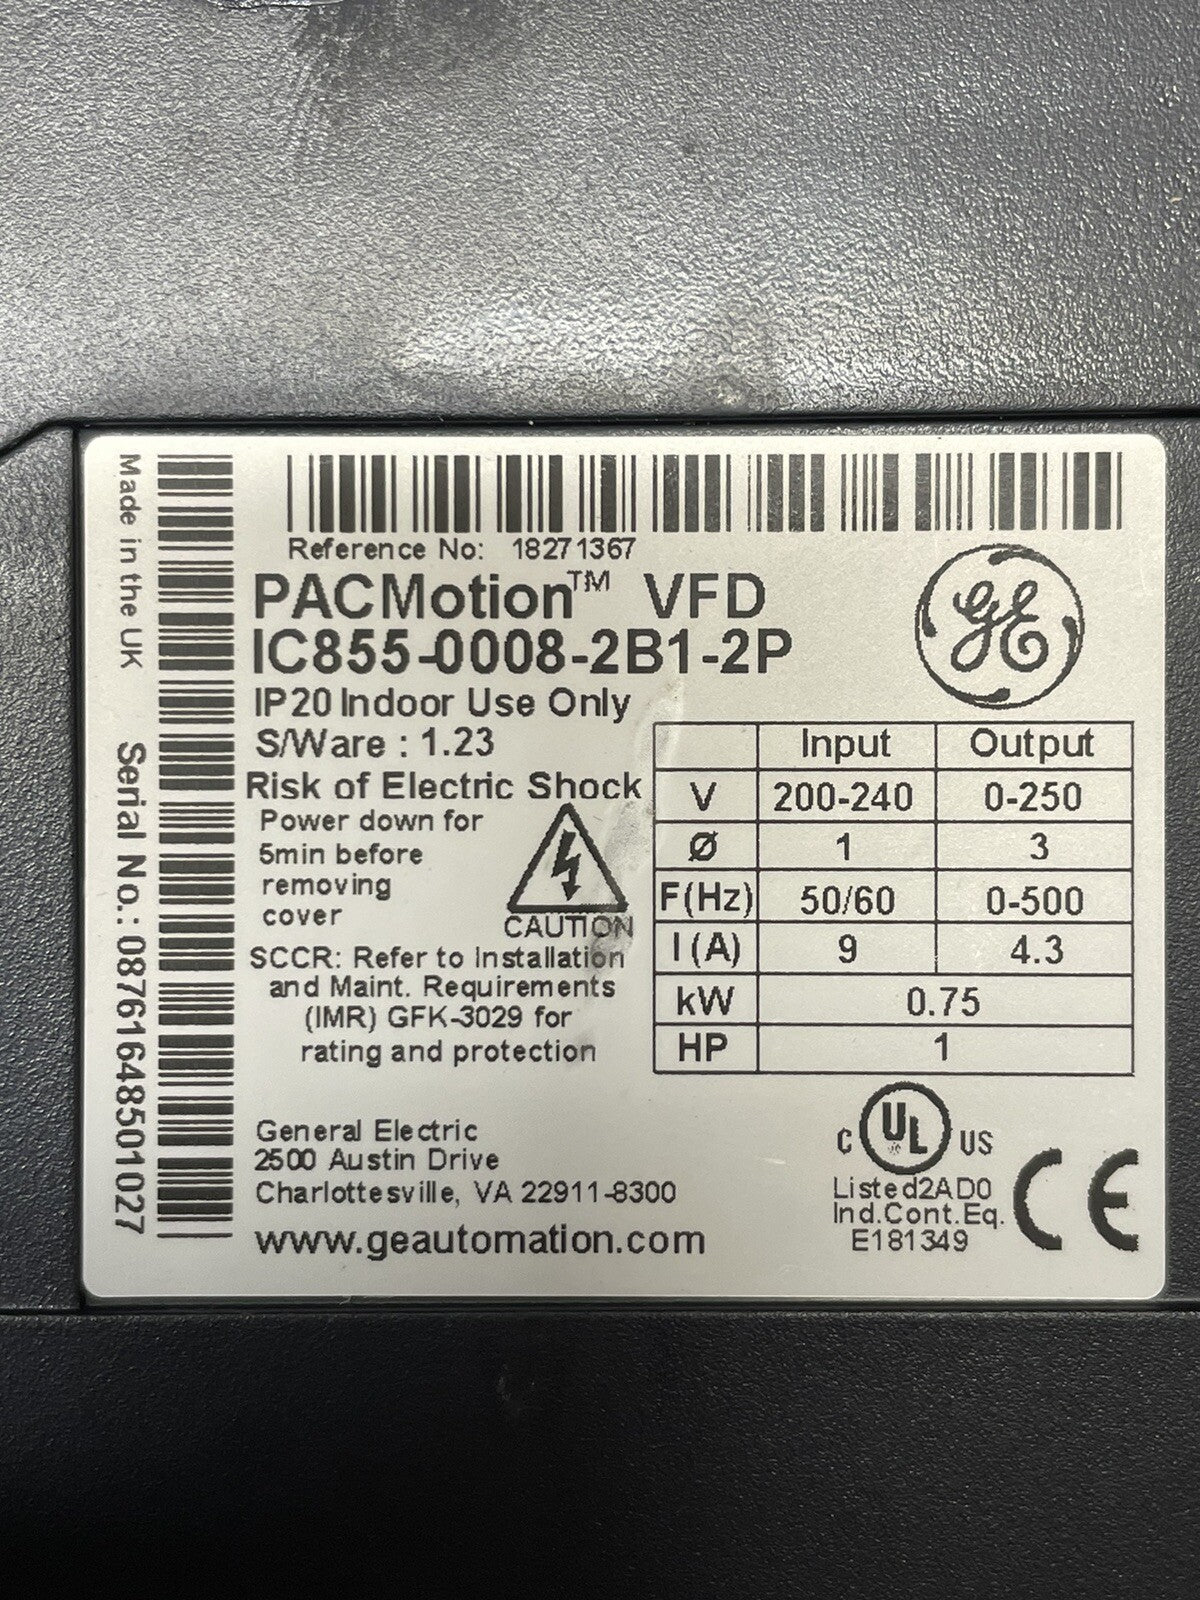 Made in the UK
Serial No.: 08761648501027
Reference No: 18271367
PACMotion™ VFD
IC855-0008-2B1-2P
GE
IP20 Indoor Use Only
S/Ware : 1.23
Risk of Electric Shock
Power down for
5min before
removing
cover
CAUTION
SCCR: Refer to Installation
and Maint. Requirements
(IMR) GFK-3029 for
rating and protection
Input Output
V 200-240 0-250
Ø 1 3
F(Hz) 50/60 0-500
I(A) 9 4.3
kW 0.75
HP 1
General Electric
2500 Austin Drive
Charlottesville, VA 22911-8300
www.geautomation.com
C UL US
Listed2AD0
Ind.Cont.Eq.
E181349
CE